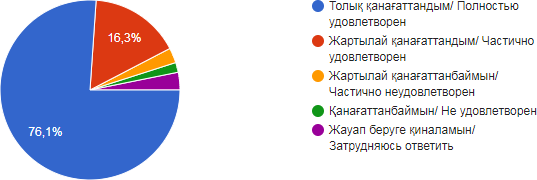 16,3%
76,1%
Толық қанағаттандым/ Полностью
удовлетворен
Жартылай қанағаттандым/ Частично
удовлетворен
Жартылай қанағаттанбаймын/
Частично неудовлетворен
Қанағаттанбаймын/ Не удовлетворен
Жауап беруге қиналамын/
Затрудняюсь ответить